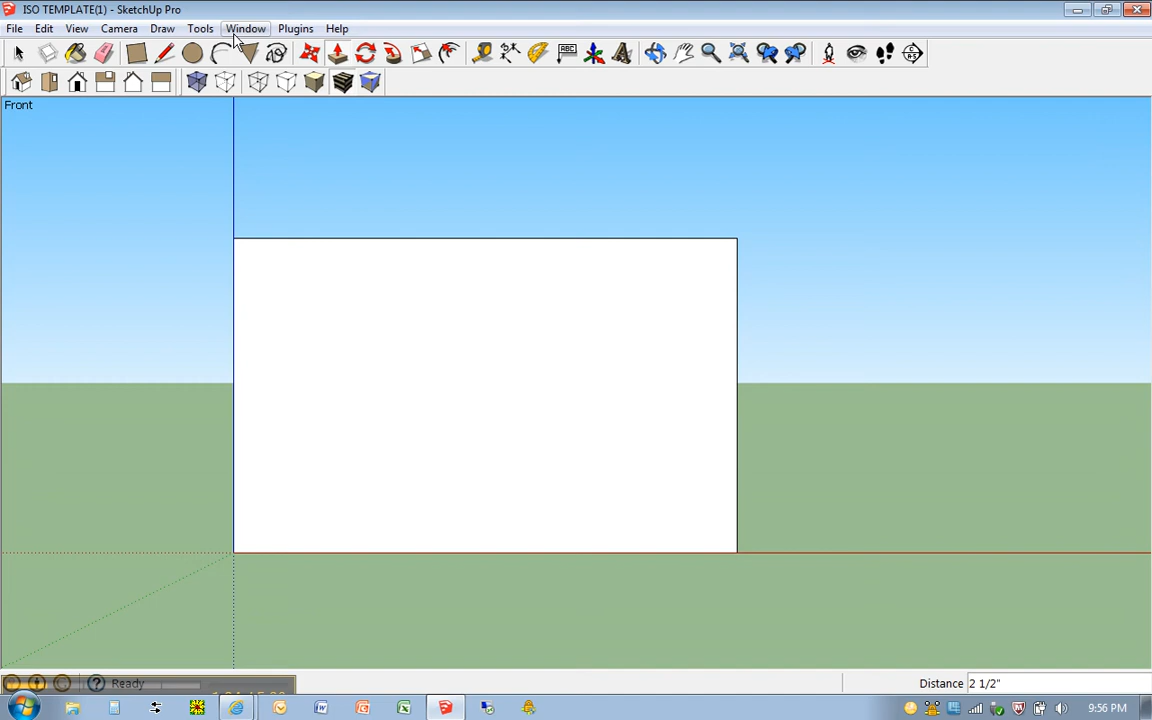 ISO TEMPLATE(1) - SketchUp Pro
File Edit View Camera Draw Tools Window Plugins Help
ABC
Front
Ready
Distance 2 1/2"
9:56 PM